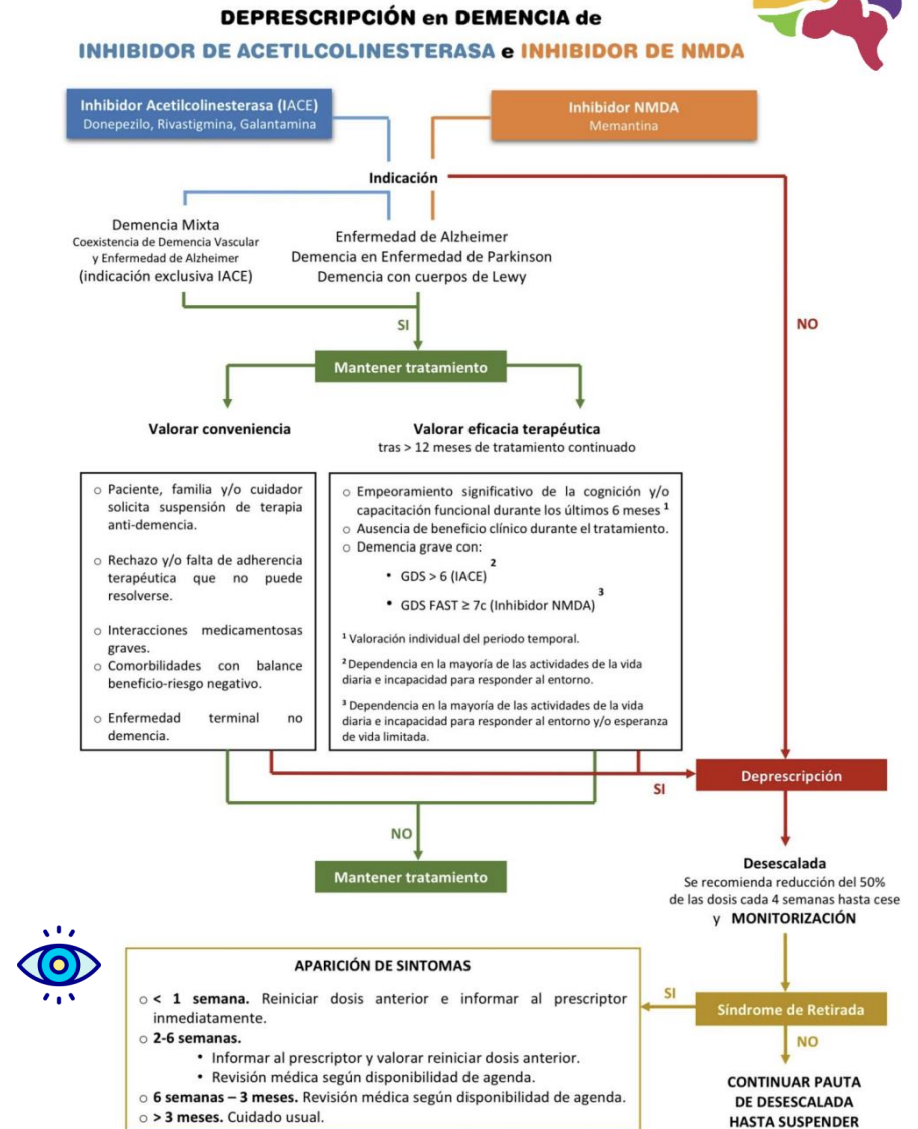 DEPRESCRIPCIÓN en DEMENCIA de
INHIBIDOR DE ACETILCOLINESTERASA e INHIBIDOR DE NMDA
Inhibidor Acetilcolinesterasa (IACE)
Donepezilo, Rivastigmina, Galantamina
Inhibidor NMDA
Memantina
Indicación
Demencia Mixta
Coexistencia de Demencia Vascular
y Enfermedad de Alzheimer
(indicación exclusiva IACE)
Enfermedad de Alzheimer
Demencia en Enfermedad de Parkinson
Demencia con cuerpos de Lewy
SI
NO
Mantener tratamiento
Valorar conveniencia
Valorar eficacia terapéutica
tras > 12 meses de tratamiento continuado
○ Paciente, familia y/o cuidador
solicita suspensión de terapia
anti-demencia.
○ Rechazo y/o falta de adherencia
terapéutica que no puede
resolverse.
○ Interacciones medicamentosas
graves.
○ Comorbilidades con balance
beneficio-riesgo negativo.
○ Enfermedad terminal no
demencia.
○ Empeoramiento significativo de la cognición y/o
capacitación funcional durante los últimos 6 meses ¹
○ Ausencia de beneficio clínico durante el tratamiento.
○ Demencia grave con:
• GDS > 6 (IACE) ²
• GDS FAST ≥ 7c (Inhibidor NMDA) ³
¹ Valoración individual del periodo temporal.
² Dependencia en la mayoría de las actividades de la vida
diaria e incapacidad para responder al entorno.
³ Dependencia en la mayoría de las actividades de la vida
diaria e incapacidad para responder al entorno y/o esperanza
de vida limitada.
SI
Deprescripción
NO
Mantener tratamiento
Desescalada
Se recomienda reducción del 50%
de las dosis cada 4 semanas hasta cese
y MONITORIZACIÓN
APARICIÓN DE SINTOMAS
○ < 1 semana. Reiniciar dosis anterior e informar al prescriptor
inmediatamente.
○ 2-6 semanas.
• Informar al prescriptor y valorar reiniciar dosis anterior.
• Revisión médica según disponibilidad de agenda.
○ 6 semanas – 3 meses. Revisión médica según disponibilidad de agenda.
○ > 3 meses. Cuidado usual.
SI
Síndrome de Retirada
NO
CONTINUAR PAUTA
DE DESESCALADA
HASTA SUSPENDER